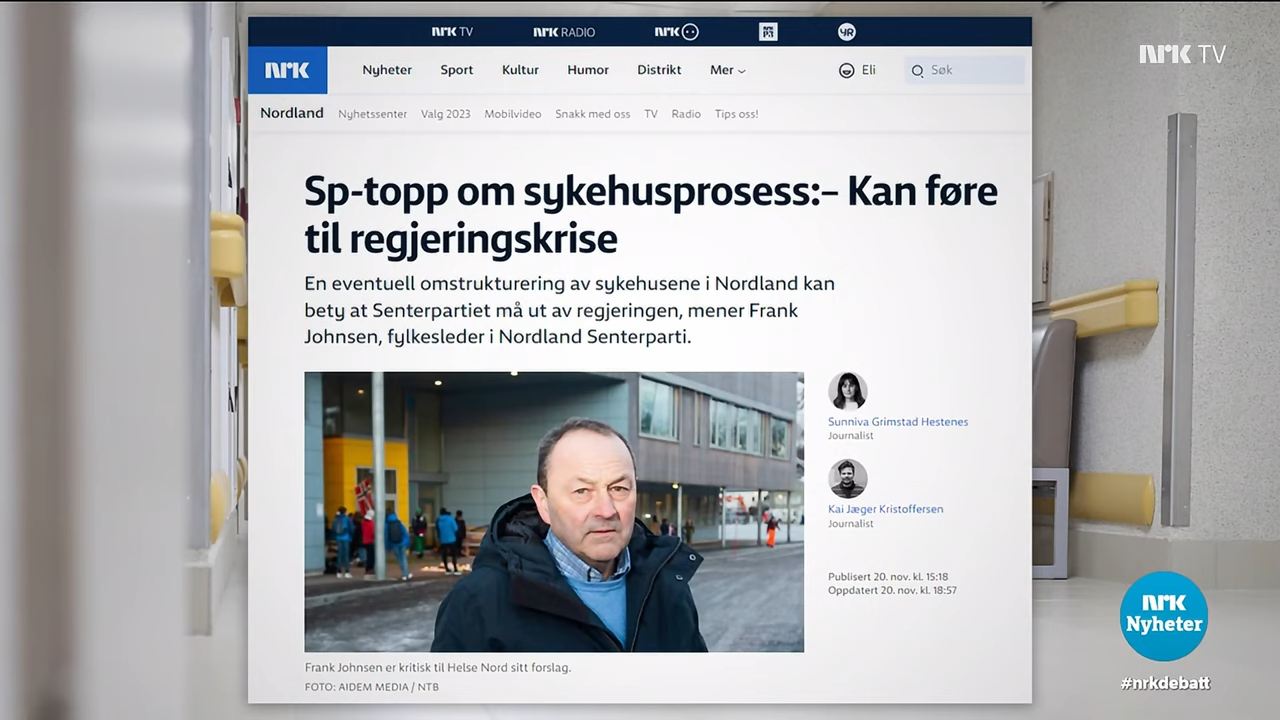 NRK TV
NRK RADIO
NRK
NRK P1
YR
NRK TV
NRK
Nyheter
Sport
Kultur
Humor
Distrikt
Mer
Eli
Søk
Nordland
Nyhetssenter
Valg 2023
Mobilvideo
Snakk med oss
TV
Radio
Tips oss!
Sp-topp om sykehusprosess:– Kan føre
til regjeringskrise
En eventuell omstrukturering av sykehusene i Nordland kan
bety at Senterpartiet må ut av regjeringen, mener Frank
Johnsen, fylkesleder i Nordland Senterparti.
Sunniva Grimstad Hestenes
Journalist
Kai Jæger Kristoffersen
Journalist
Publisert 20. nov. kl. 15:18
Oppdatert 20. nov. kl. 18:57
Frank Johnsen er kritisk til Helse Nord sitt forslag.
FOTO: AIDEM MEDIA / NTB
NRK
Nyheter
#nrkdebatt